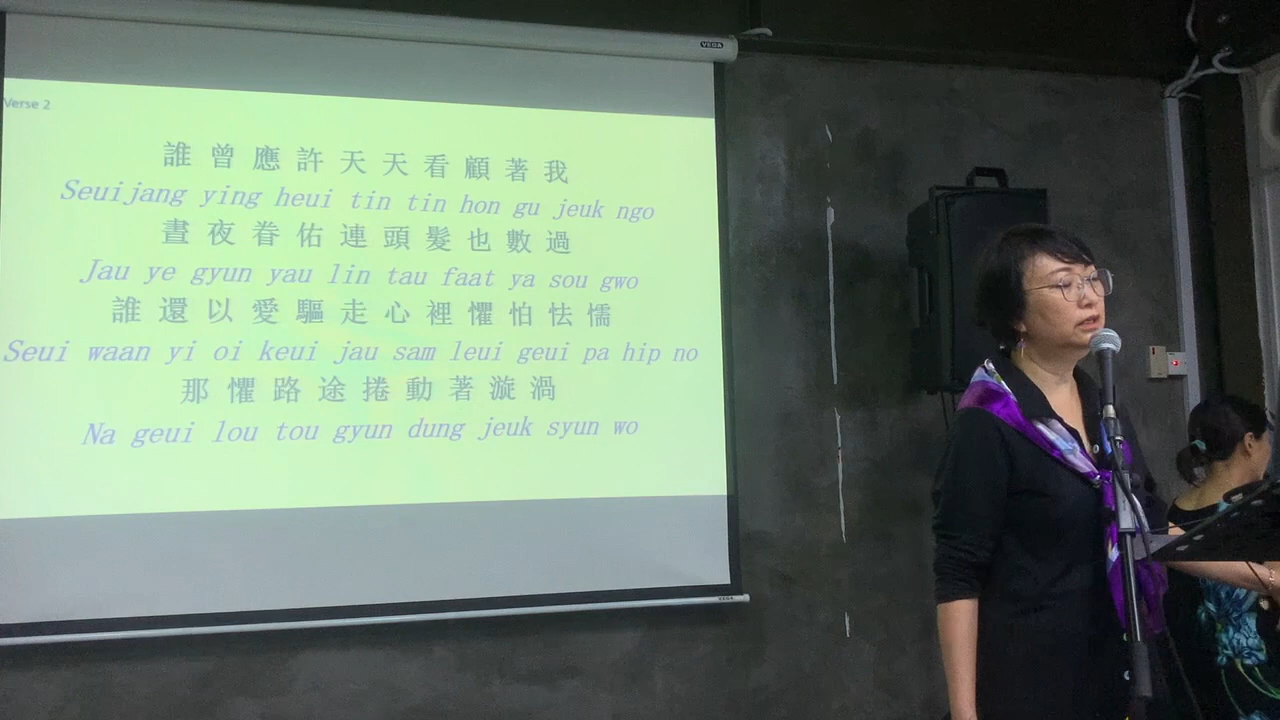 VEGA
Verse 2
誰曾應許天天看顧著我
Seuijang ying heui tin tin hon gu jeuk ngo
晝夜眷佑連頭髮也數過
Jau ye gyun yau lin tau faat ya sou gwo
誰還以愛驅走心裡懼怕怯懦
Seui waan yi oi keui jau sam leui geui pa hip no
那懼路途捲動著漩渦
Na geui lou tou gyun dung jeuk syun wo
VEGA